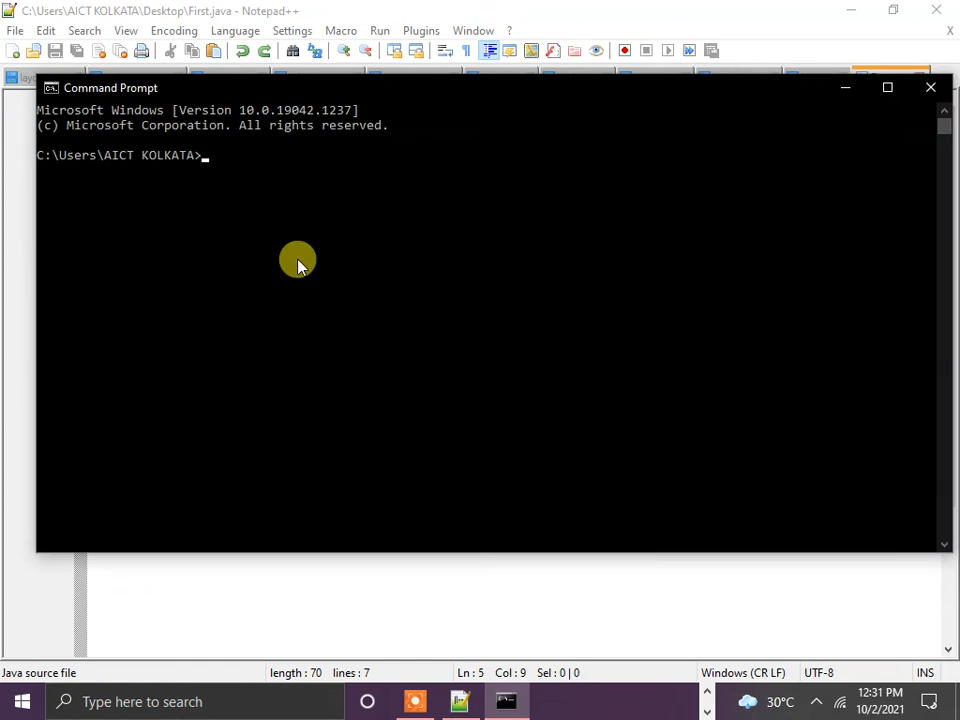 C:\Users\AICT KOLKATA\Desktop\First.java - Notepad++
File Edit Search View Encoding Language Settings Macro Run Plugins Window ? X
Command Prompt
Microsoft Windows [Version 10.0.19042.1237]
(c) Microsoft Corporation. All rights reserved.
C:\Users\AICT KOLKATA>
Java source file length : 70 lines : 7 Ln : 5 Col : 9 Sel : 0 | 0 Windows (CR LF) UTF-8 INS
Type here to search 30°C 12:31 PM
10/2/2021